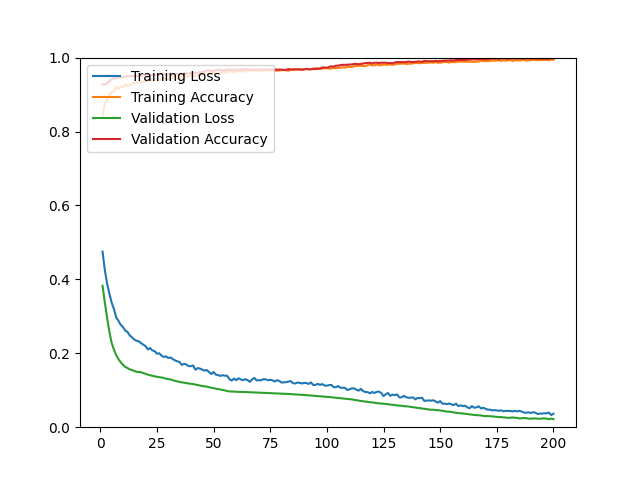 1.0
0.8
0.6
0.4
0.2
0.0
Training Loss
Training Accuracy
Validation Loss
Validation Accuracy
0 25 50 75 100 125 150 175 200